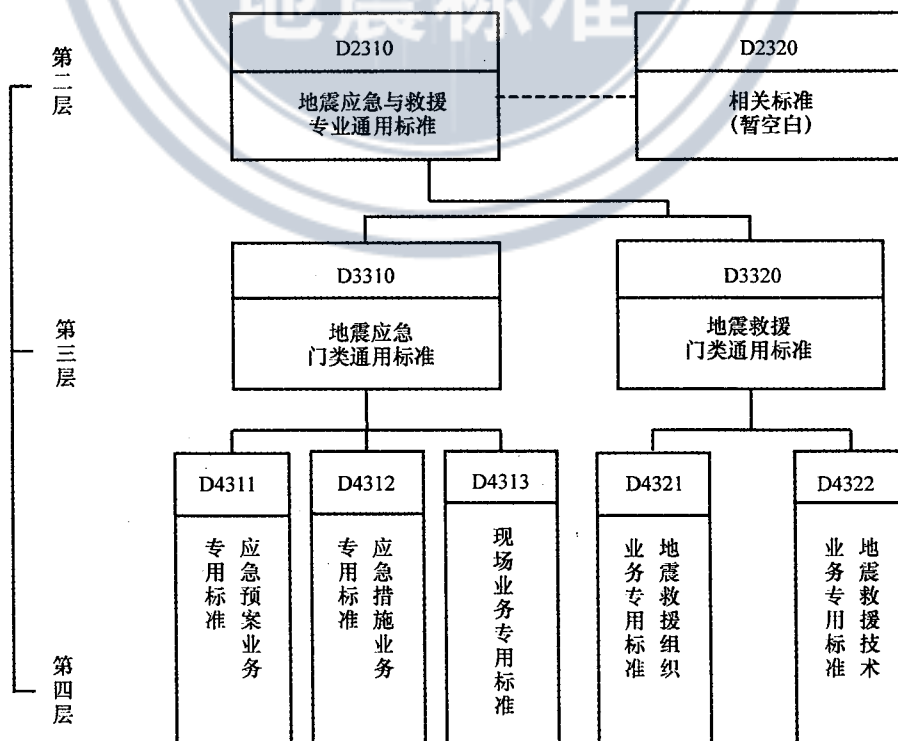 地震标准
第二层
D2310
地震应急与救援
专业通用标准
D2320
相关标准
(暂空白)
第三层
D3310
地震应急
门类通用标准
D3320
地震救援
门类通用标准
第四层
D4311
应急预案业务
专用标准
D4312
应急措施业务
专用标准
D4313
现场业务专用标准
D4321
地震救援组织
业务专用标准
D4322
地震救援技术
业务专用标准